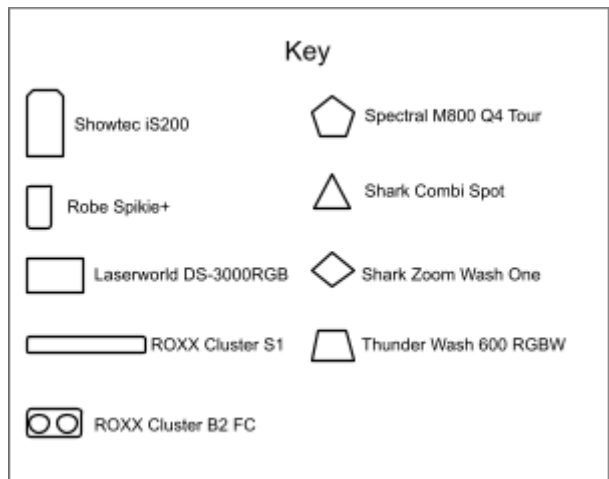 Key
Showtec iS200
Spectral M800 Q4 Tour
Robe Spikie+
Shark Combi Spot
Laserworld DS-3000RGB
Shark Zoom Wash One
ROXX Cluster S1
Thunder Wash 600 RGBW
ROXX Cluster B2 FC